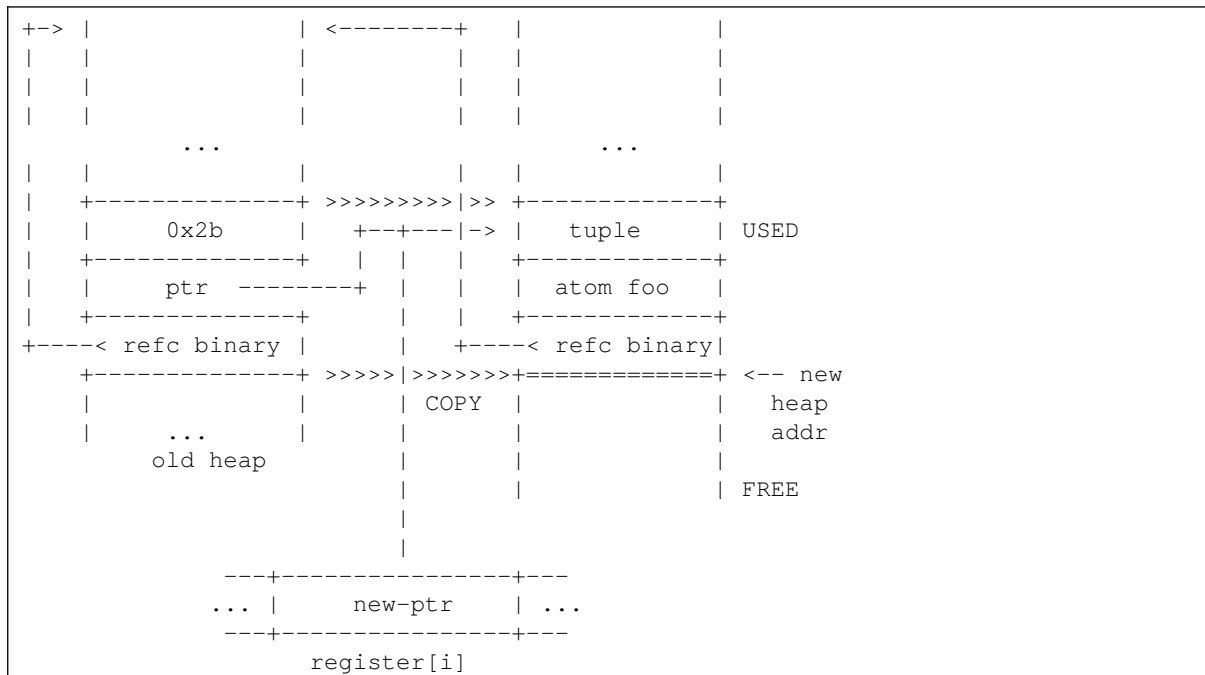 +-> |              | <--------+   |             |
|   |              |          |   |             |
|   |              |          |   |             |
|   |              |          |   |             |
          ...                           ...
|   |              |          |   |             |
|   +--------------+ >>>>>>>>>|>> +-------------+
|   |     0x2b     |   +--+---|-> |   tuple     | USED
|   +--------------+   |  |   |   +-------------+
|   |     ptr  --------+  |   |   |  atom foo   |
|   +--------------+      |   |   +-------------+
+----< refc binary |      |   +----< refc binary|
    +--------------+ >>>>>|>>>>>>>+=============+ <-- new
    |              |      | COPY  |             |   heap
    |     ...      |      |       |             |   addr
        old heap          |       |             |
                          |       |             | FREE
                          |
                          |
             ---+----------------+---
            ... |     new-ptr    | ...
             ---+----------------+---
                   register[i]